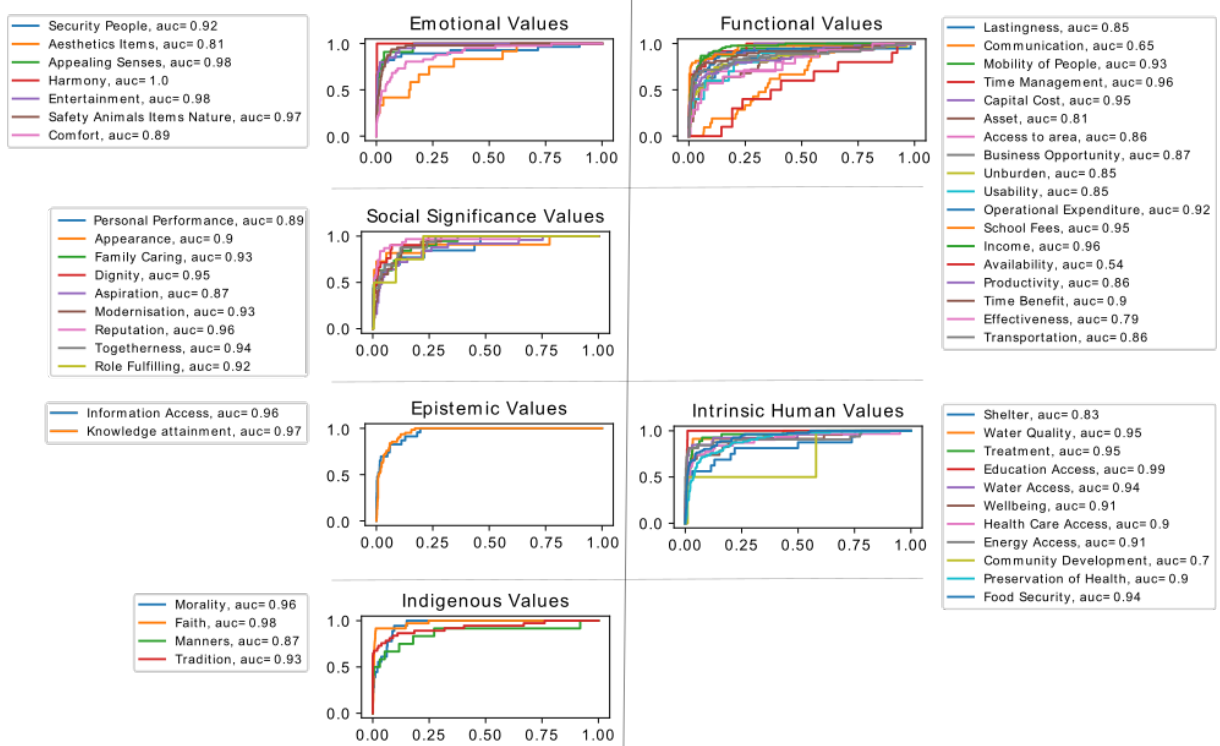 Emotional Values
Security People, auc= 0.92
Aesthetics Items, auc= 0.81
Appealing Senses, auc= 0.98
Harmony, auc= 1.0
Entertainment, auc= 0.98
Safety Animals Items Nature, auc= 0.97
Comfort, auc= 0.89
1.0
0.5
0.0
0.00 0.25 0.50 0.75 1.00
Functional Values
1.0
0.5
0.0
0.00 0.25 0.50 0.75 1.00
Lastingness, auc= 0.85
Communication, auc= 0.65
Mobility of People, auc= 0.93
Time Management, auc= 0.96
Capital Cost, auc= 0.95
Asset, auc= 0.81
Access to area, auc= 0.86
Business Opportunity, auc= 0.87
Unburden, auc= 0.85
Usability, auc= 0.85
Operational Expenditure, auc= 0.92
School Fees, auc= 0.95
Income, auc= 0.96
Availability, auc= 0.54
Productivity, auc= 0.86
Time Benefit, auc= 0.9
Effectiveness, auc= 0.79
Transportation, auc= 0.86
Social Significance Values
Personal Performance, auc= 0.89
Appearance, auc= 0.9
Family Caring, auc= 0.93
Dignity, auc= 0.95
Aspiration, auc= 0.87
Modernisation, auc= 0.93
Reputation, auc= 0.96
Togetherness, auc= 0.94
Role Fulfilling, auc= 0.92
1.0
0.5
0.0
0.00 0.25 0.50 0.75 1.00
Epistemic Values
Information Access, auc= 0.96
Knowledge attainment, auc= 0.97
1.0
0.5
0.0
0.00 0.25 0.50 0.75 1.00
Intrinsic Human Values
1.0
0.5
0.0
0.00 0.25 0.50 0.75 1.00
Shelter, auc= 0.83
Water Quality, auc= 0.95
Treatment, auc= 0.95
Education Access, auc= 0.99
Water Access, auc= 0.94
Wellbeing, auc= 0.91
Health Care Access, auc= 0.9
Energy Access, auc= 0.91
Community Development, auc= 0.7
Preservation of Health, auc= 0.9
Food Security, auc= 0.94
Indigenous Values
Morality, auc= 0.96
Faith, auc= 0.98
Manners, auc= 0.87
Tradition, auc= 0.93
1.0
0.5
0.0
0.00 0.25 0.50 0.75 1.00